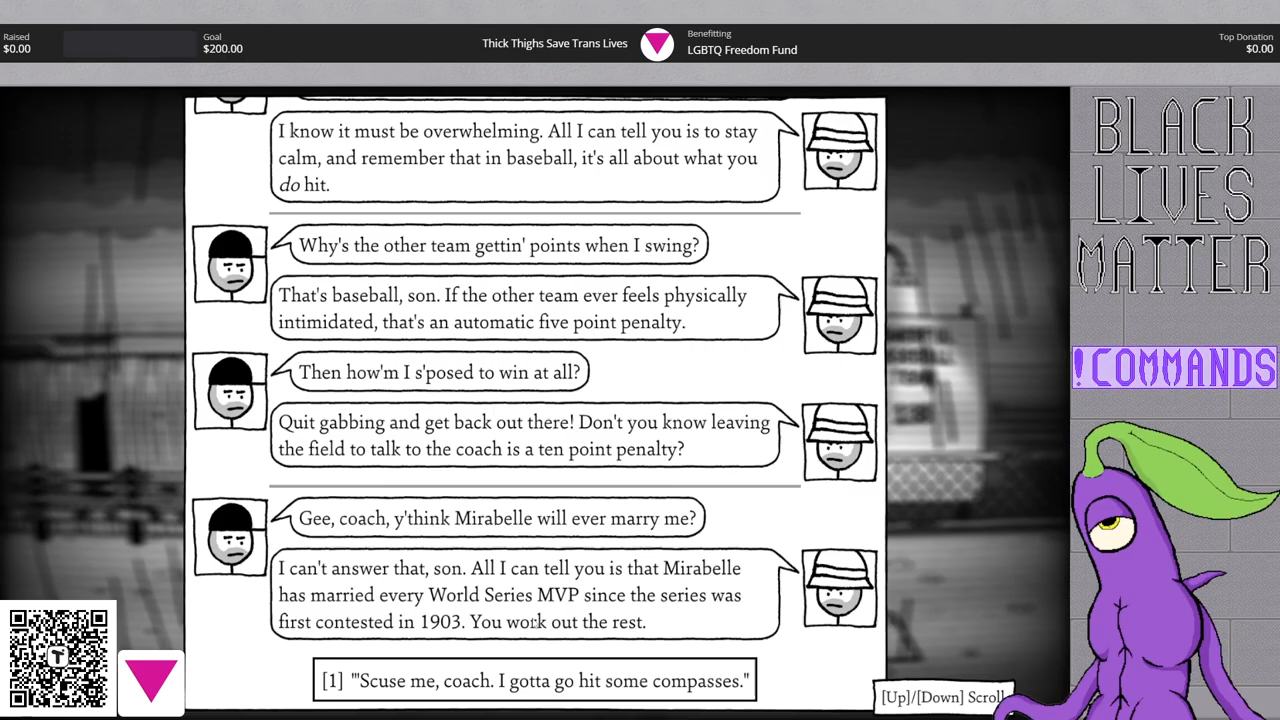 Raised
$0.00
Goal
$200.00
Thick Thighs Save Trans Lives
Benefitting
LGBTQ Freedom Fund
Top Donation
$0.00
I know it must be overwhelming. All I can tell you is to stay
calm, and remember that in baseball, it's all about what you
do hit.
Why's the other team gettin' points when I swing?
That's baseball, son. If the other team ever feels physically
intimidated, that's an automatic five point penalty.
Then how'm I s'posed to win at all?
Quit gabbing and get back out there! Don't you know leaving
the field to talk to the coach is a ten point penalty?
Gee, coach, y'think Mirabelle will ever marry me?
I can't answer that, son. All I can tell you is that Mirabelle
has married every World Series MVP since the series was
first contested in 1903. You work out the rest.
[1] "'Scuse me, coach. I gotta go hit some compasses."
[Up]/[Down] Scroll
BLACK
LIVES
MATTER
!COMMANDS
T